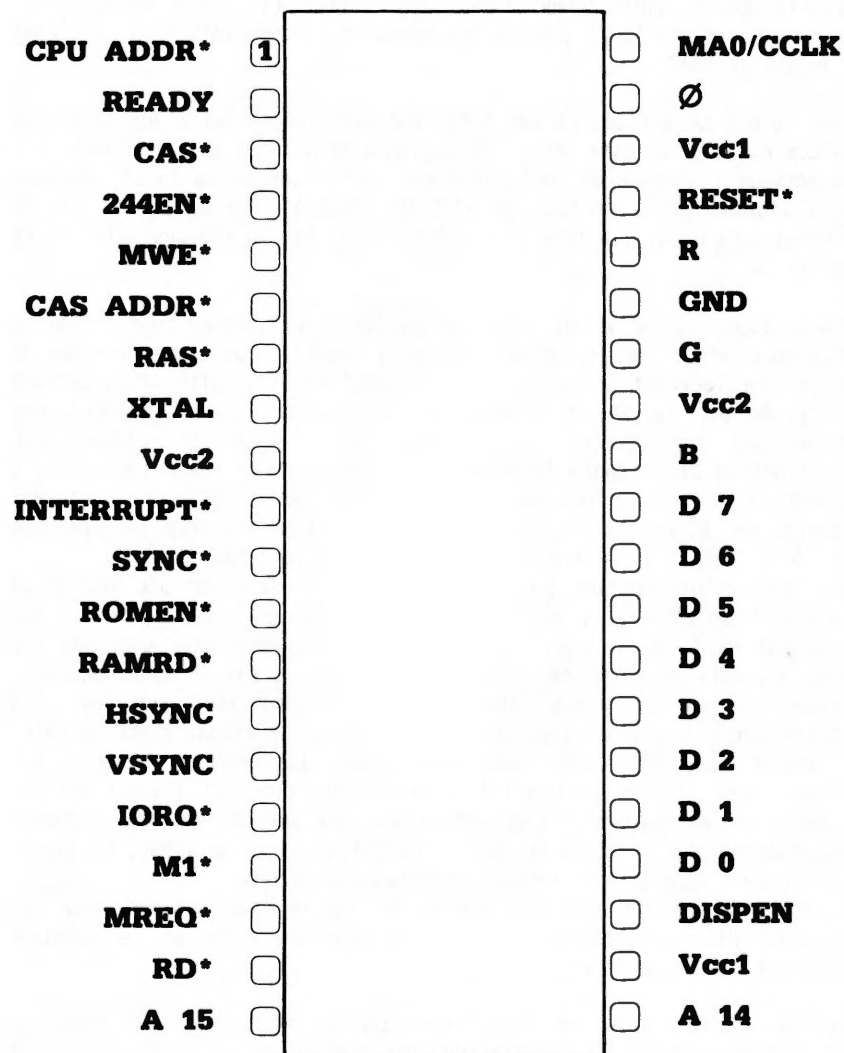 CPU ADDR* 1 MA0/CCLK
READY Ø
CAS* Vcc1
244EN* RESET*
MWE* R
CAS ADDR* GND
RAS* G
XTAL Vcc2
Vcc2 B
INTERRUPT* D 7
SYNC* D 6
ROMEN* D 5
RAMRD* D 4
HSYNC D 3
VSYNC D 2
IORQ* D 1
M1* D 0
MREQ* DISPEN
RD* Vcc1
A 15 A 14